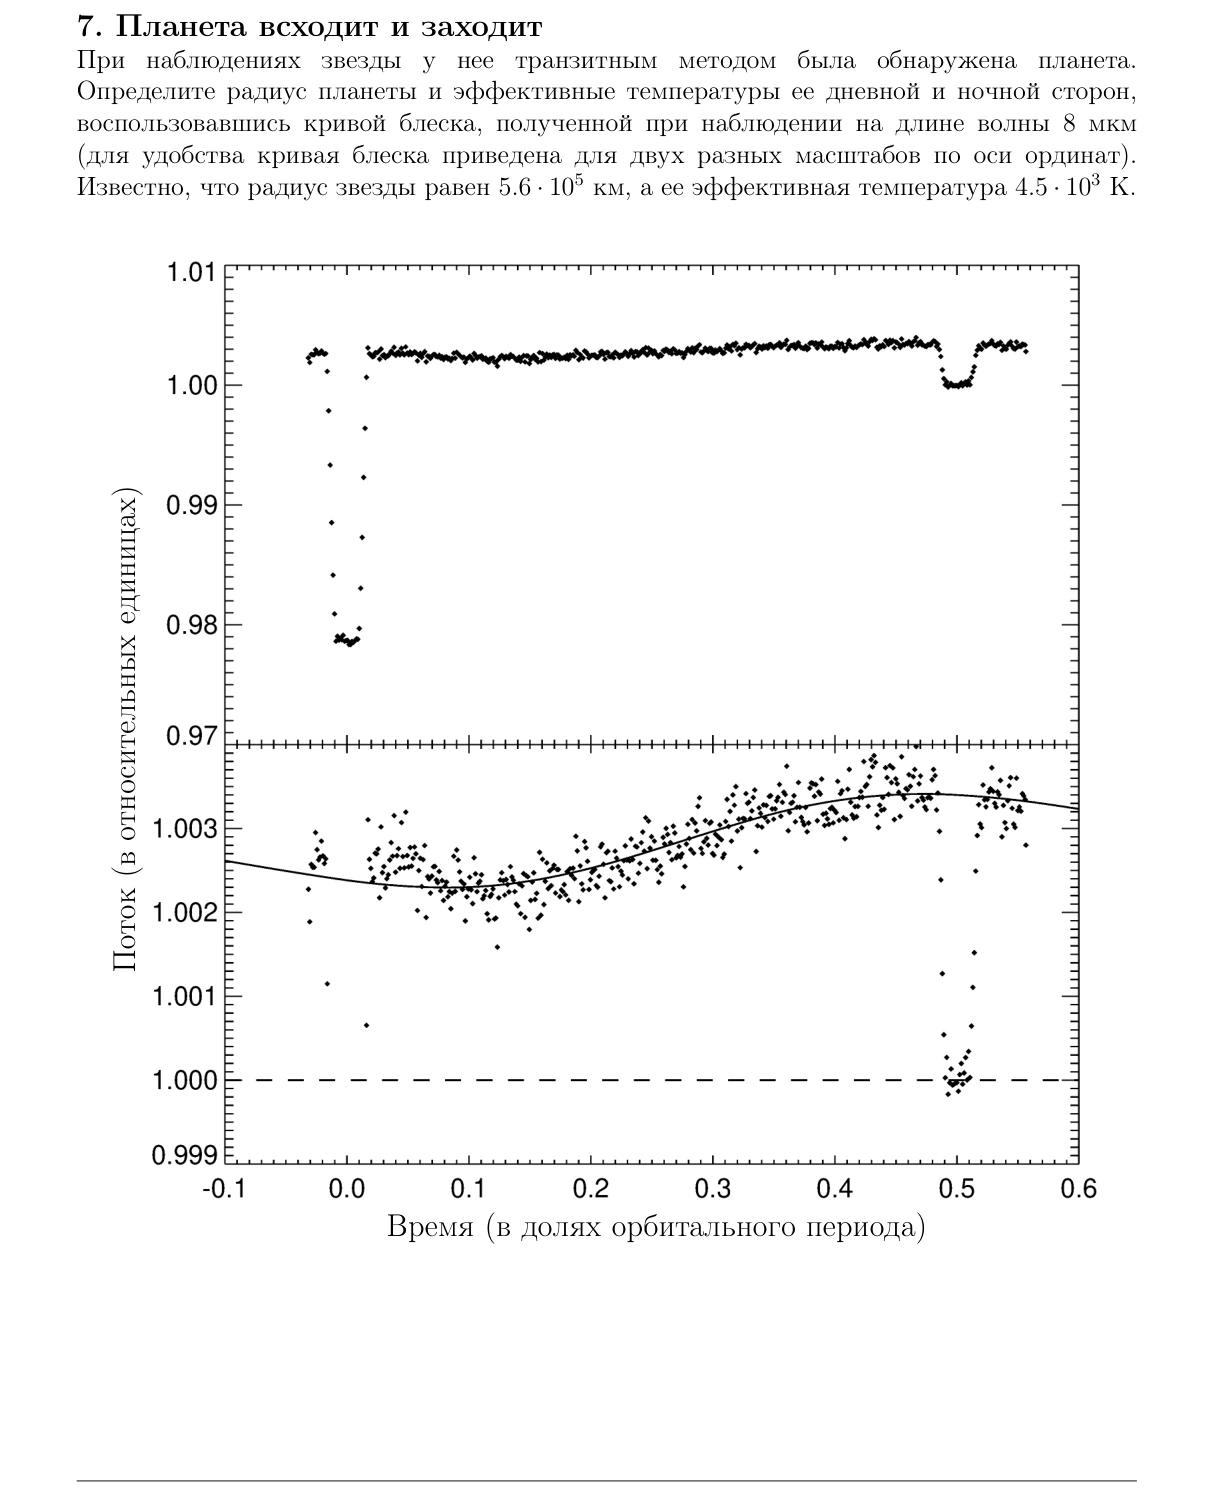 7. Планета всходит и заходит
При наблюдениях звезды у нее транзитным методом была обнаружена планета.
Определите радиус планеты и эффективные температуры ее дневной и ночной сторон,
воспользовавшись кривой блеска, полученной при наблюдении на длине волны 8 мкм
(для удобства кривая блеска приведена для двух разных масштабов по оси ординат).
Известно, что радиус звезды равен 5.6 · 10⁵ км, а ее эффективная температура 4.5 · 10³ K.
1.01
1.00
0.99
0.98
0.97
1.003
1.002
1.001
1.000
0.999
Поток (в относительных единицах)
-0.1 0.0 0.1 0.2 0.3 0.4 0.5 0.6
Время (в долях орбитального периода)